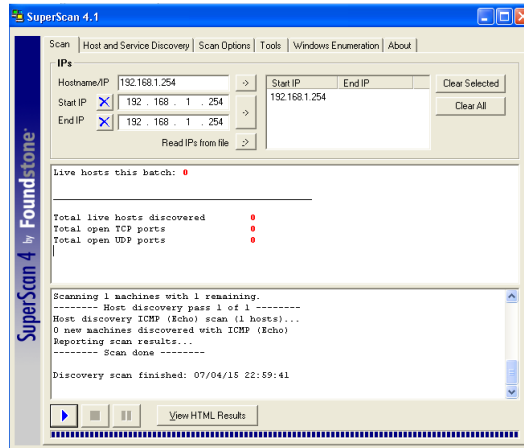 SuperScan 4.1
Scan Host and Service Discovery Scan Options Tools Windows Enumeration About
IPs
Hostname/IP 192.168.1.254 ->
Start IP X 192 . 168 . 1 . 254
End IP X 192 . 168 . 1 . 254 ->
Read IPs from file ->
Start IP End IP
192.168.1.254
Clear Selected
Clear All
Live hosts this batch: 0
Total live hosts discovered 0
Total open TCP ports 0
Total open UDP ports 0
Scanning 1 machines with 1 remaining.
-------- Host discovery pass 1 of 1 --------
Host discovery ICMP (Echo) scan (1 hosts)...
0 new machines discovered with ICMP (Echo)
Reporting scan results...
-------- Scan done --------
Discovery scan finished: 07/04/15 22:59:41
View HTML Results
SuperScan 4 by Foundstone